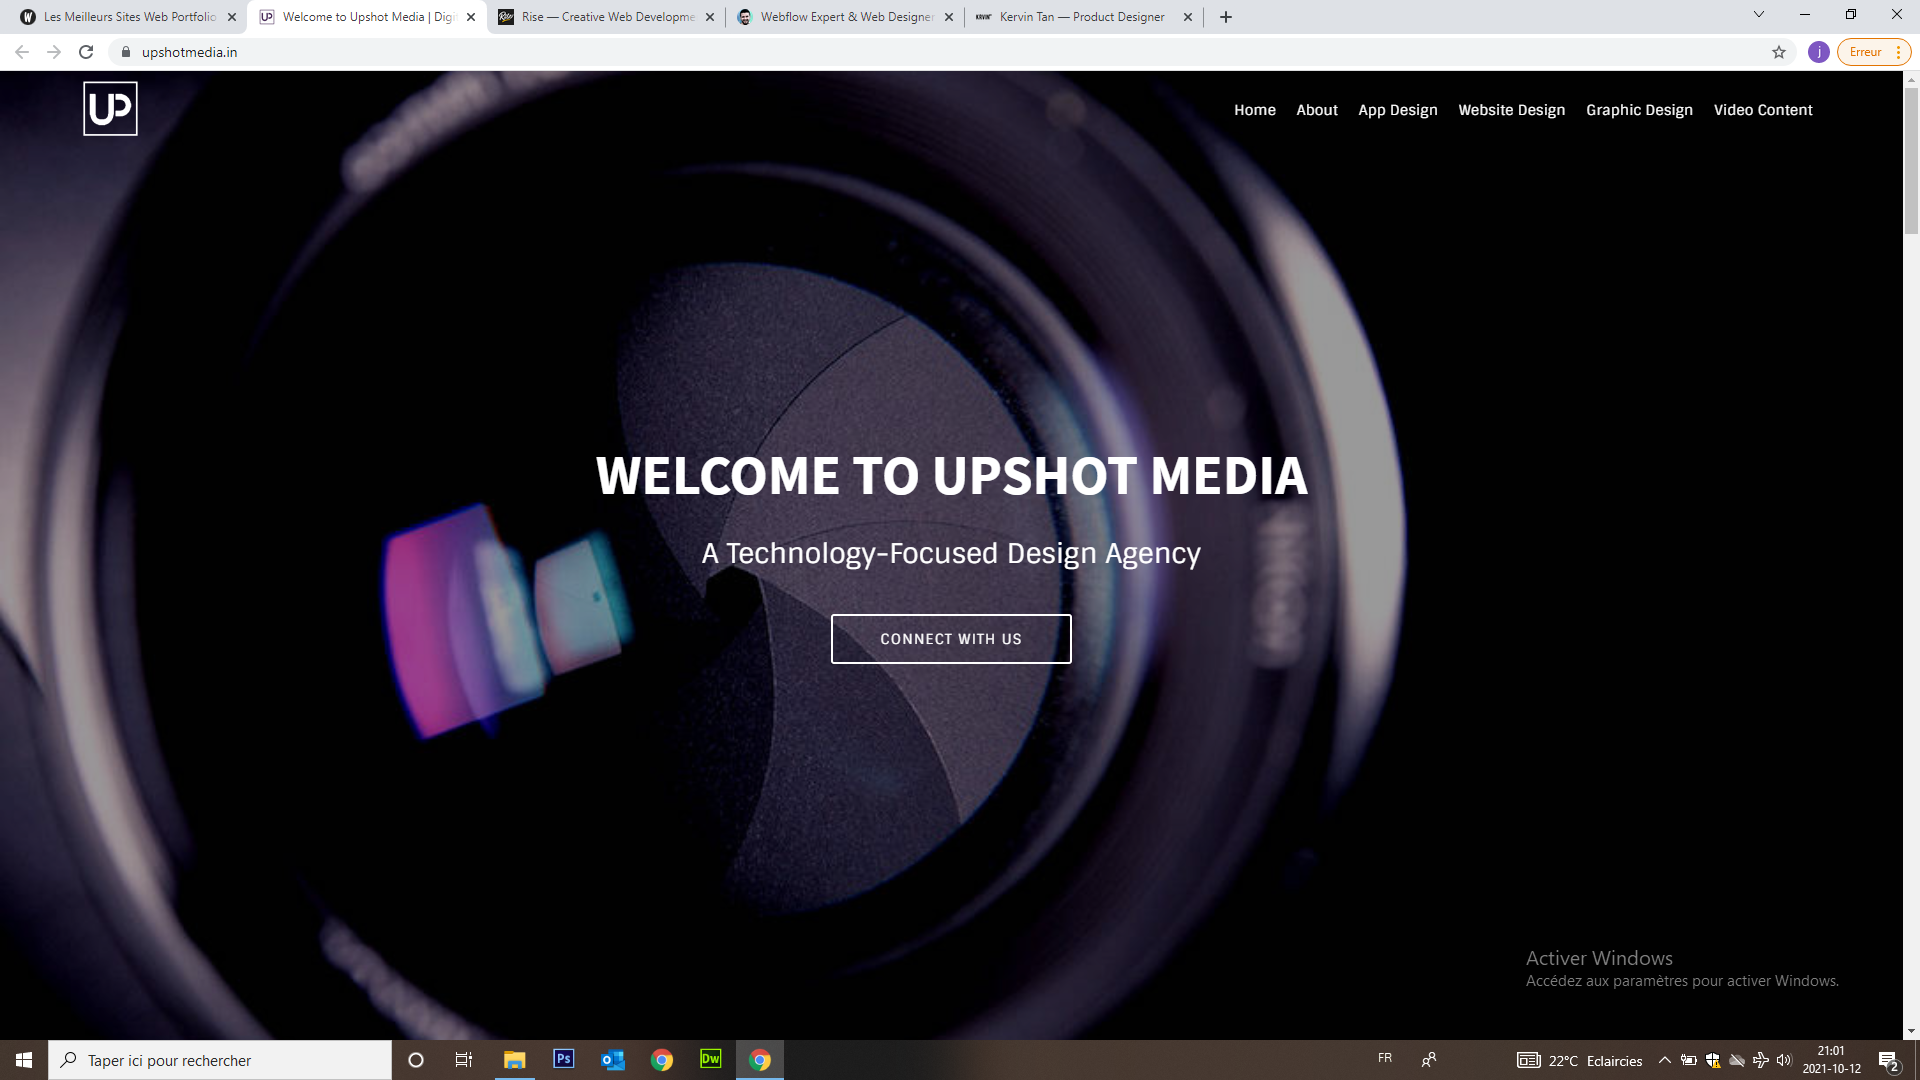 Les Meilleurs Sites Web Portfolio
Welcome to Upshot Media | Digi
Rise — Creative Web Developme
Webflow Expert & Web Designer
Kervin Tan — Product Designer
upshotmedia.in
j
Erreur
UP
Home
About
App Design
Website Design
Graphic Design
Video Content
WELCOME TO UPSHOT MEDIA
A Technology-Focused Design Agency
CONNECT WITH US
Activer Windows
Accédez aux paramètres pour activer Windows.
Taper ici pour rechercher
Ps
Dw
FR
22°C Eclaircies
21:01
2021-10-12
2